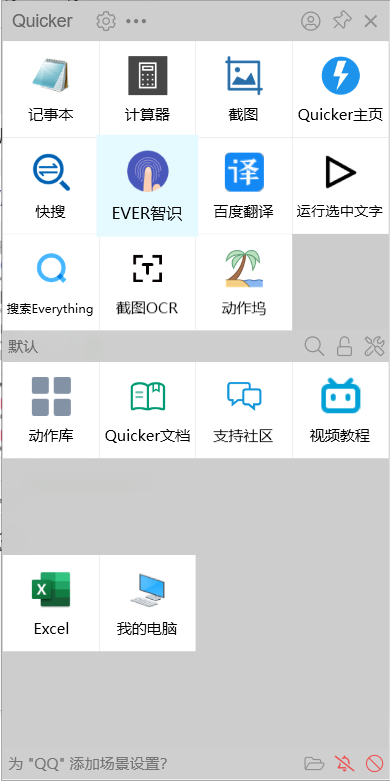 Quicker
记事本 计算器 截图 Quicker主页
译
快搜 EVER智识 百度翻译 运行选中文字
T
搜索Everything 截图OCR 动作坞
默认
动作库 Quicker文档 支持社区 视频教程
X
Excel 我的电脑
为 "QQ" 添加场景设置?